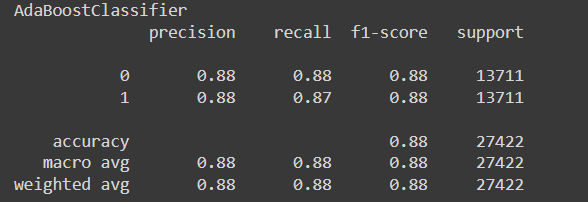 AdaBoostClassifier
precision recall f1-score support
0 0.88 0.88 0.88 13711
1 0.88 0.87 0.88 13711
accuracy 0.88 27422
macro avg 0.88 0.88 0.88 27422
weighted avg 0.88 0.88 0.88 27422